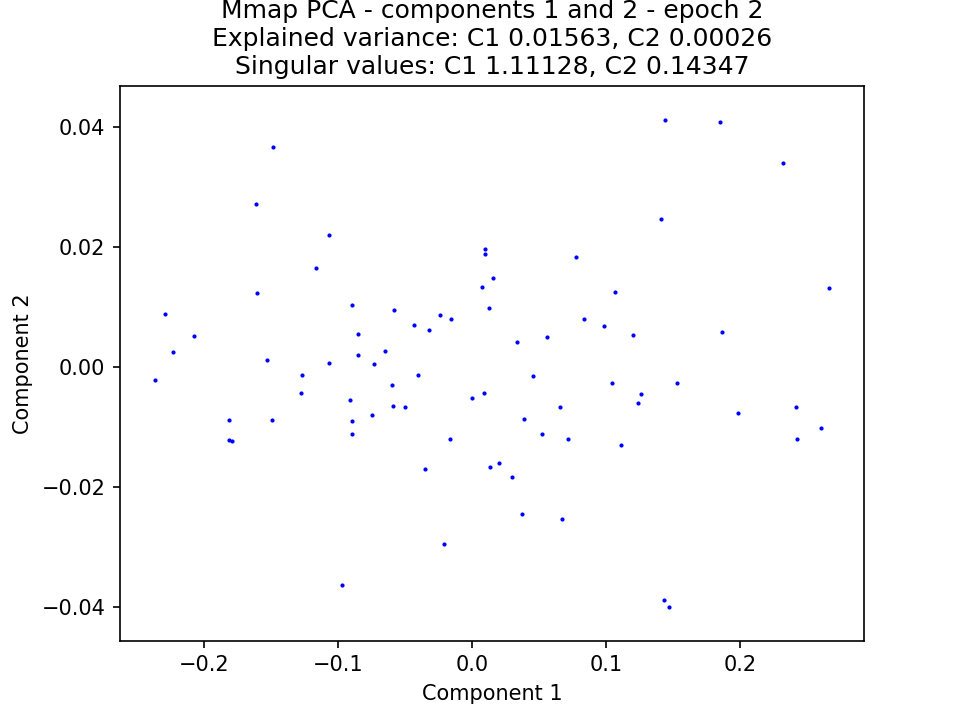 Mmap PCA - components 1 and 2 - epoch 2
Explained variance: C1 0.01563, C2 0.00026
Singular values: C1 1.11128, C2 0.14347
0.04
0.02
0.00
−0.02
−0.04
Component 2
−0.2
−0.1
0.0
0.1
0.2
Component 1